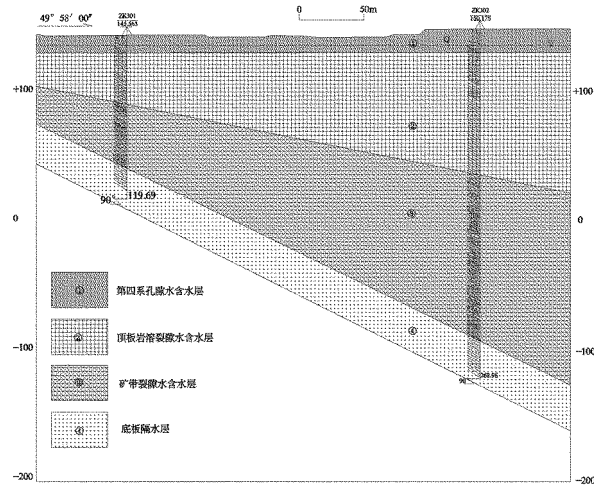 49° 58′ 00″
ZK301
0 50m
ZK302
① 
+100 +100
②
③
119.69
90°
0 0
① 第四系孔隙水含水层
② 顶板岩溶裂隙水含水层
④
-100 -100
90°
③ 矿带裂隙水含水层
④ 底板隔水层
-200 -200